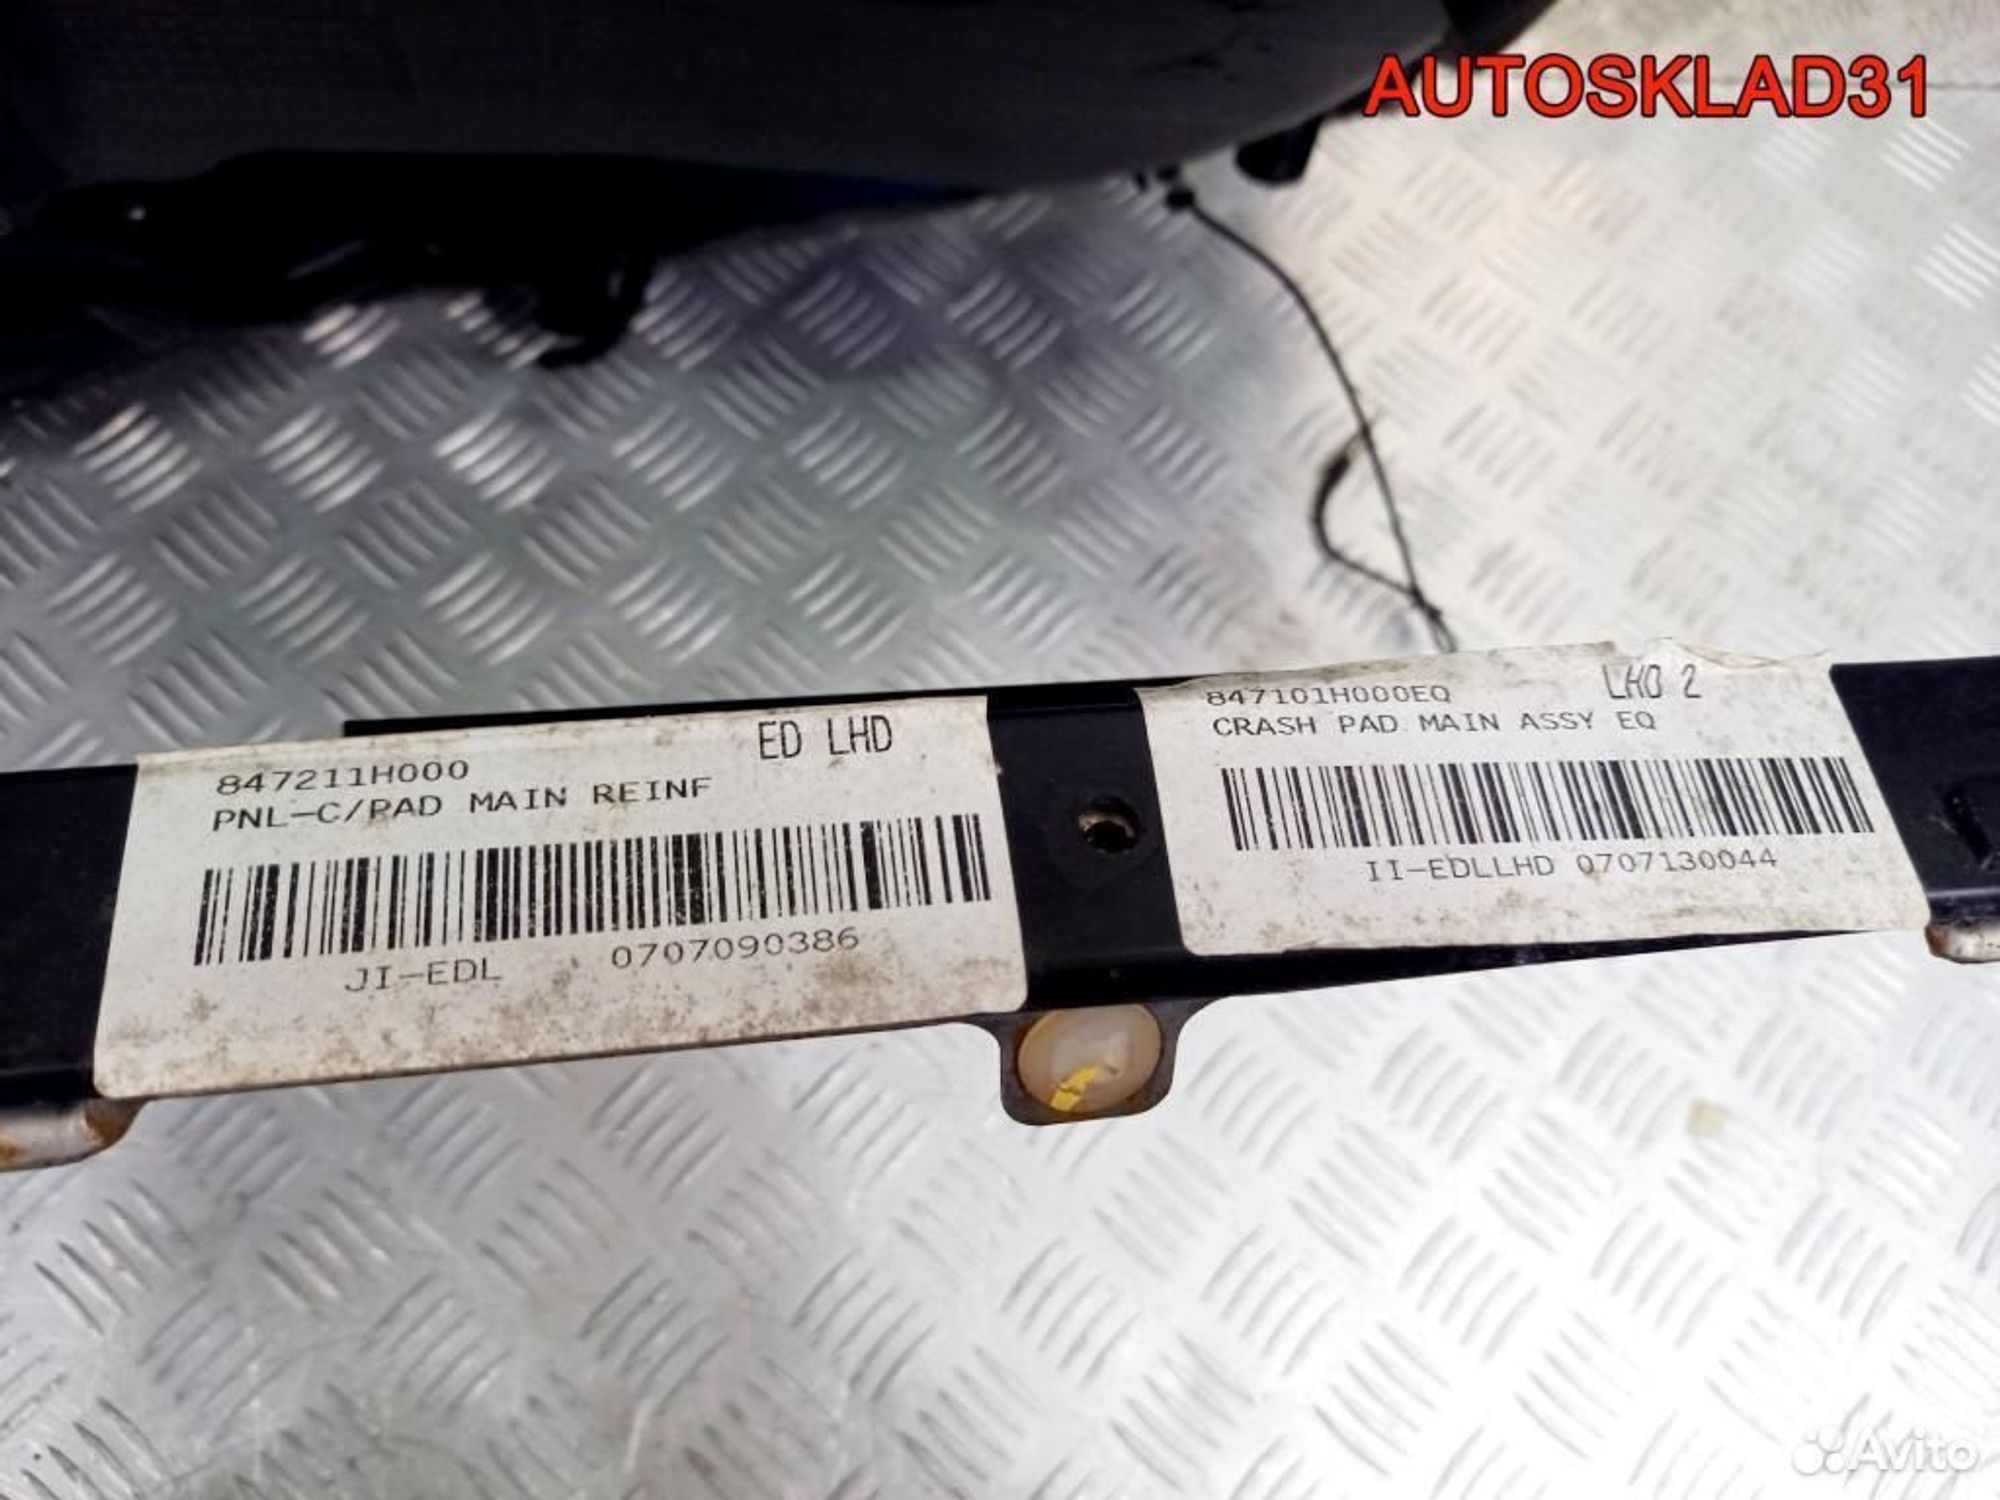 AUTOSKLAD31
847211H000
ED LHD
PNL-C/PAD MAIN REINF
JI-EDL 0707090386
847101H000EQ
LHD 2
CRASH PAD MAIN ASSY EQ
II-EDLLHD 0707130044
Avito